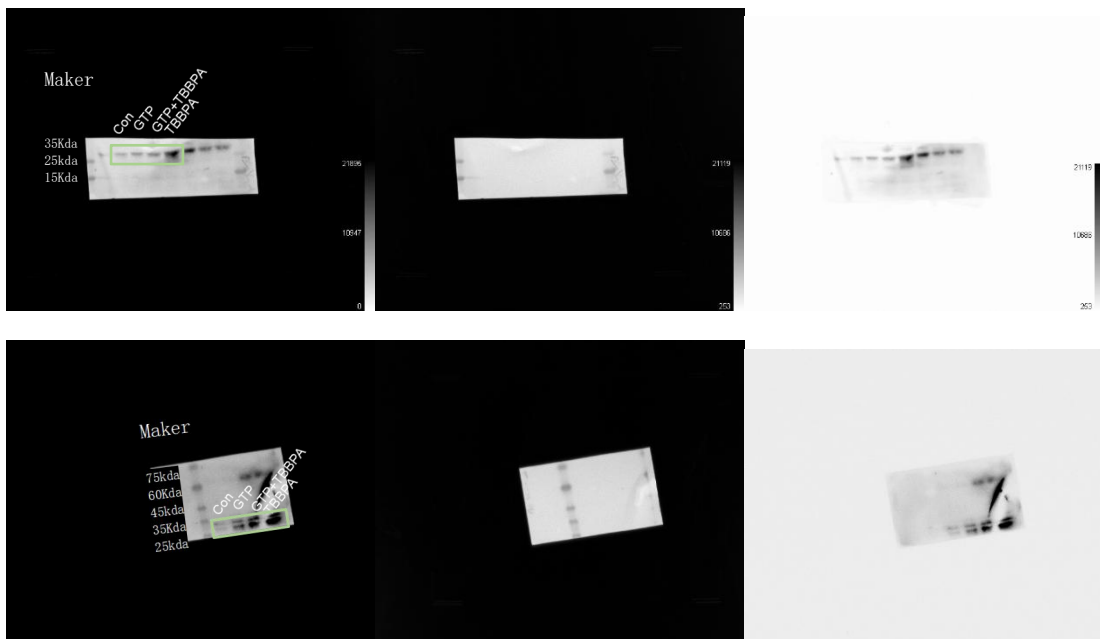 Maker
Con
GTP
GTP+TBBPA
TBBPA
35Kda
25kda
15Kda
21896
10947
0
21119
10686
253
21119
10686
253
Maker
75kda
60Kda
45kda
35Kda
25kda
Con
GTP
GTP+TBBPA
TBBPA